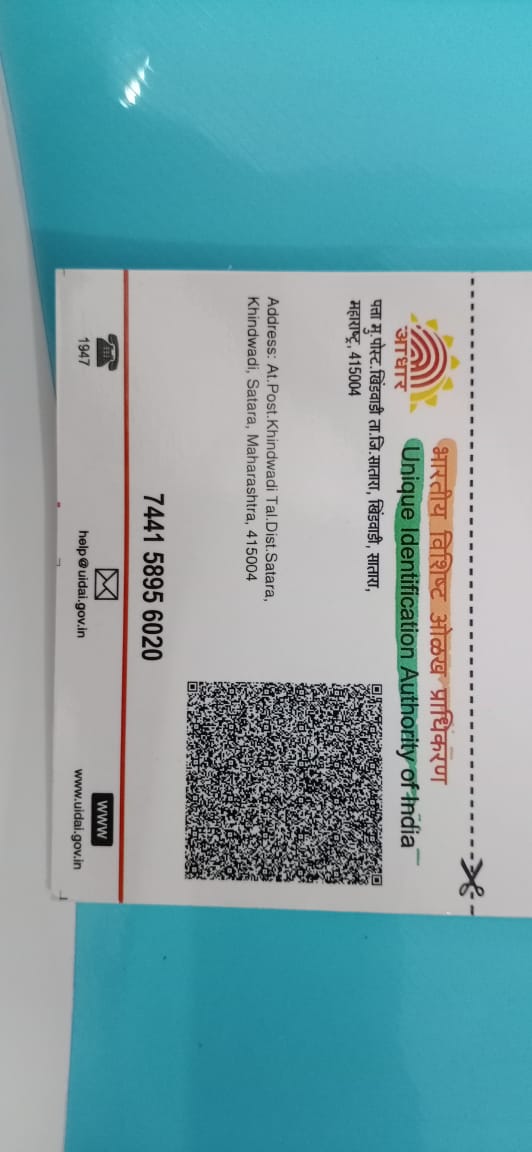 भारतीय विशिष्ट ओळख प्राधिकरण
Unique Identification Authority of India
आधार
पता मु.पोस्ट.खिंडवाडी ता.जि.सातारा, खिंडवाडी, सातारा,
महाराष्ट्र, 415004
Address: At.Post.Khindwadi Tal.Dist.Satara,
Khindwadi, Satara, Maharashtra, 415004
7441 5895 6020
1947
help@uidai.gov.in
www
www.uidai.gov.in